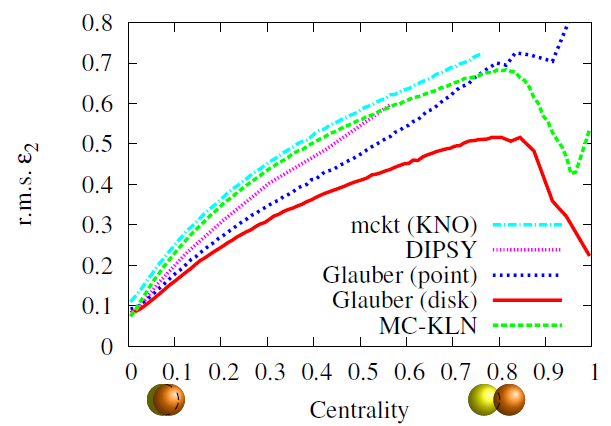 0.8
0.7
0.6
0.5
0.4
0.3
0.2
0.1
0
r.m.s. ε2
mckt (KNO)
DIPSY
Glauber (point)
Glauber (disk)
MC-KLN
0 0.1 0.2 0.3 0.4 0.5 0.6 0.7 0.8 0.9 1
Centrality